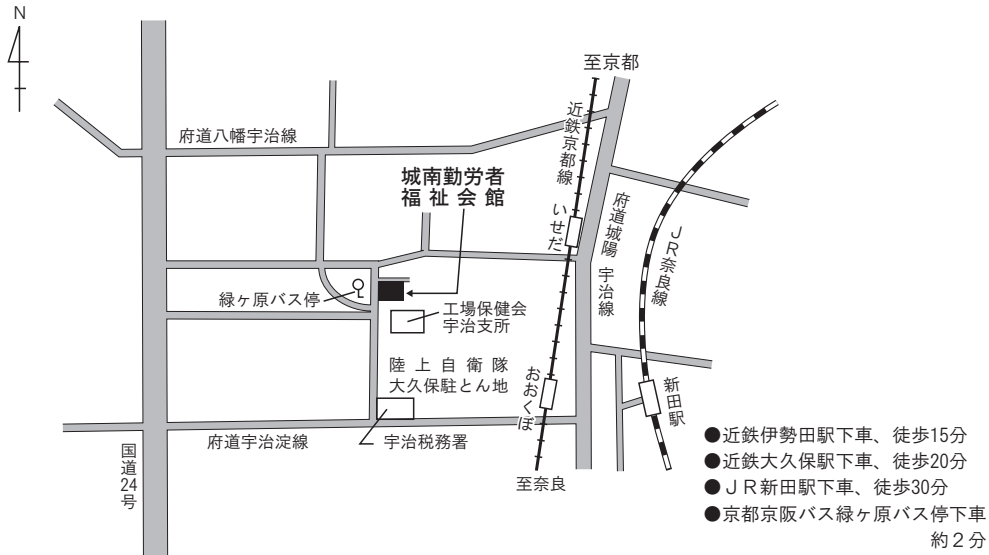 N
至京都
府道八幡宇治線
近鉄京都線
城南勤労者
福祉会館
いせだ
府道城陽
宇治線
JR奈良線
緑ヶ原バス停
工場保健会
宇治支所
陸上自衛隊
大久保駐とん地
おおくぼ
新田駅
府道宇治淀線
宇治税務署
国道24号
至奈良
●近鉄伊勢田駅下車、徒歩15分
●近鉄大久保駅下車、徒歩20分
●JR新田駅下車、徒歩30分
●京都京阪バス緑ヶ原バス停下車
約2分